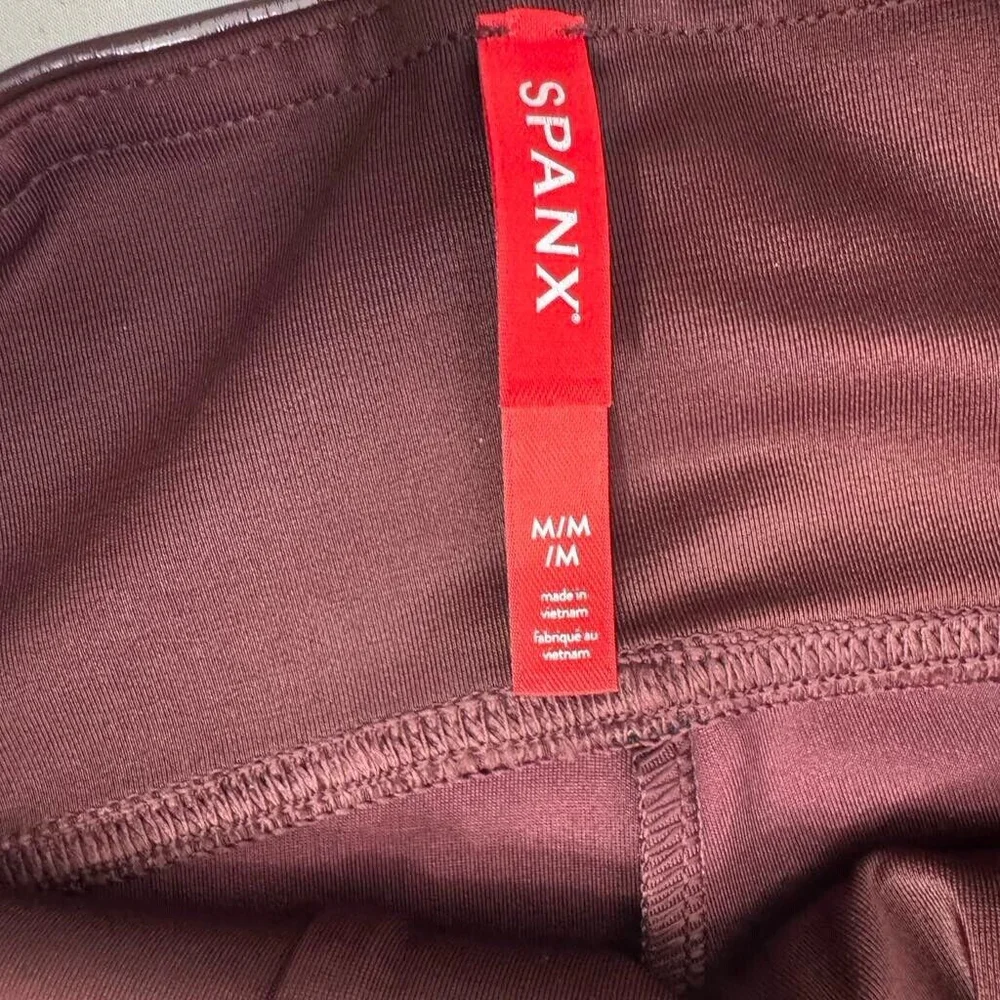 SPANX®
M/M
/M
made in
vietnam
fabriqué au
vietnam